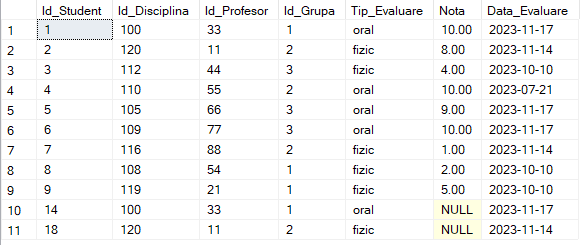 Id_Student Id_Disciplina Id_Profesor Id_Grupa Tip_Evaluare Nota Data_Evaluare
1 1 100 33 1 oral 10.00 2023-11-17
2 2 120 11 2 fizic 8.00 2023-11-14
3 3 112 44 3 fizic 4.00 2023-10-10
4 4 110 55 2 oral 10.00 2023-07-21
5 5 105 66 3 oral 9.00 2023-11-17
6 6 109 77 3 oral 10.00 2023-11-17
7 7 116 88 2 fizic 1.00 2023-11-14
8 8 108 54 1 fizic 2.00 2023-10-10
9 9 119 21 1 fizic 5.00 2023-10-10
10 14 100 33 1 oral NULL 2023-11-17
11 18 120 11 2 fizic NULL 2023-11-14